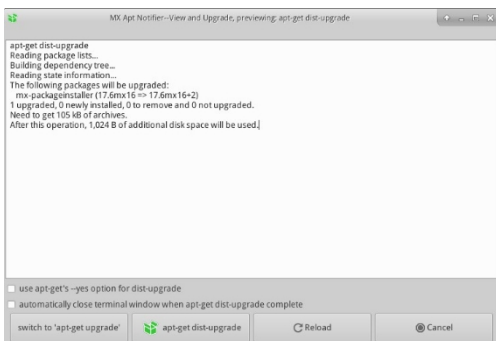 MX Apt Notifier--View and Upgrade, previewing: apt-get dist-upgrade
apt-get dist-upgrade
Reading package lists...
Building dependency tree...
Reading state information...
The following packages will be upgraded:
mx-packageinstaller (17.6mx16 => 17.6mx16+2)
1 upgraded, 0 newly installed, 0 to remove and 0 not upgraded.
Need to get 105 kB of archives.
After this operation, 1,024 B of additional disk space will be used.
use apt-get's --yes option for dist-upgrade
automatically close terminal window when apt-get dist-upgrade complete
switch to 'apt-get upgrade'
apt-get dist-upgrade
Reload
Cancel